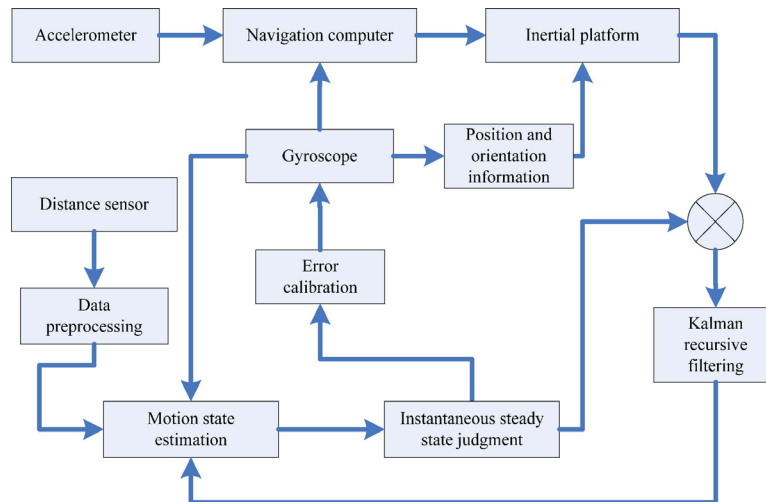 Accelerometer
Navigation computer
Inertial platform
Gyroscope
Position and
orientation
information
Distance sensor
Error
calibration
Data
preprocessing
Kalman
recursive
filtering
Motion state
estimation
Instantaneous steady
state judgment